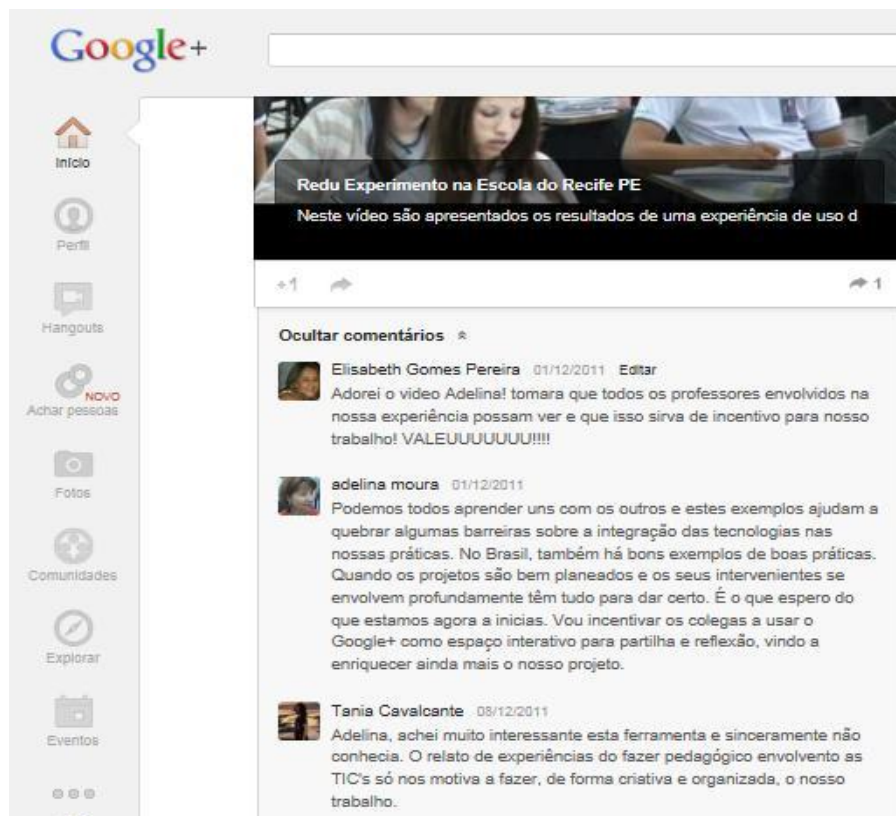 Google+
Início
Perfil
Hangouts
NOVO
Achar pessoas
Fotos
Comunidades
Explorar
Eventos
Redu Experimento na Escola do Recife PE
Neste vídeo são apresentados os resultados de uma experiência de uso d
+1
1
Ocultar comentários
Elisabeth Gomes Pereira 01/12/2011 Editar
Adorei o video Adelina! tomara que todos os professores envolvidos na
nossa experiência possam ver e que isso sirva de incentivo para nosso
trabalho! VALEUUUUUUU!!!!
adelina moura 01/12/2011
Podemos todos aprender uns com os outros e estes exemplos ajudam a
quebrar algumas barreiras sobre a integração das tecnologias nas
nossas práticas. No Brasil, também há bons exemplos de boas práticas.
Quando os projetos são bem planeados e os seus intervenientes se
envolvem profundamente têm tudo para dar certo. É o que espero do
que estamos agora a inicias. Vou incentivar os colegas a usar o
Google+ como espaço interativo para partilha e reflexão, vindo a
enriquecer ainda mais o nosso projeto.
Tania Cavalcante 08/12/2011
Adelina, achei muito interessante esta ferramenta e sinceramente não
conhecia. O relato de experiências do fazer pedagógico envolvento as
TIC's só nos motiva a fazer, de forma criativa e organizada, o nosso
trabalho.